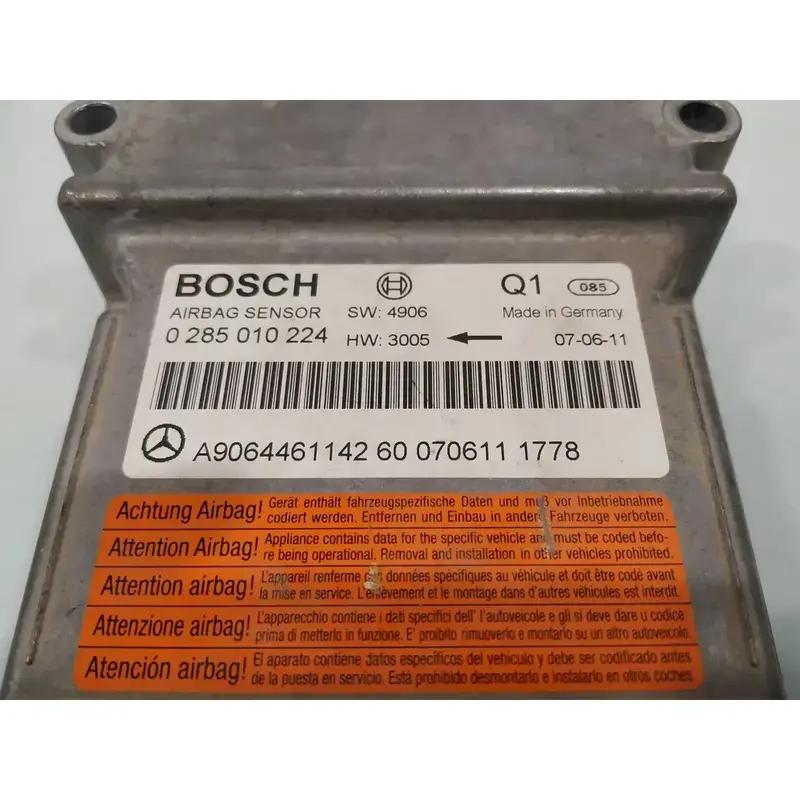 BOSCH Q1 085
AIRBAG SENSOR SW: 4906 Made in Germany
0 285 010 224 HW: 3005 07-06-11
A9064461142 60 070611 1778
Achtung Airbag! Gerät enthält fahrzeugspezifische Daten und muß vor Inbetriebnahme
codiert werden. Entfernen und Einbau in andere Fahrzeuge verboten.
Attention Airbag! Appliance contains data for the specific vehicle and must be coded befo-
re being operational. Removal and installation in other vehicles prohibited.
Attention airbag! L'appareil renferme des données spécifiques au véhicule et doit être codé avant
la mise en service. L'enlèvement et le montage dans d'autres véhicules est interdit.
Attenzione airbag! L'apparecchio contiene i dati specifici dell' l'autoveicolo e gli si deve dare u codice
prima di metterlo in funzione. E' proibito rimuoverlo e montarlo su un altro autoveicolo.
Atención airbag! El aparato contiene datos específicos del vehículo y debe ser codificado antes
de la puesta en servicio. Está prohibido desmontarlo e instalarlo en otros coches.